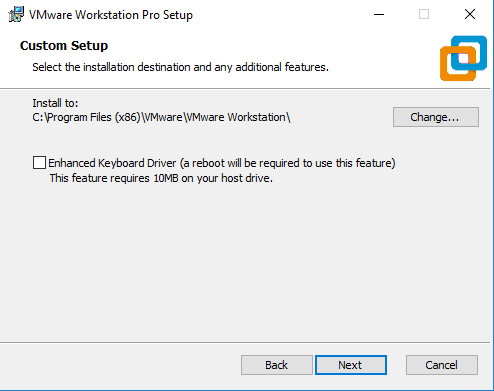 VMware Workstation Pro Setup
Custom Setup
Select the installation destination and any additional features.
Install to:
C:\Program Files (x86)\VMware\VMware Workstation\
Change...
Enhanced Keyboard Driver (a reboot will be required to use this feature)
This feature requires 10MB on your host drive.
Back
Next
Cancel